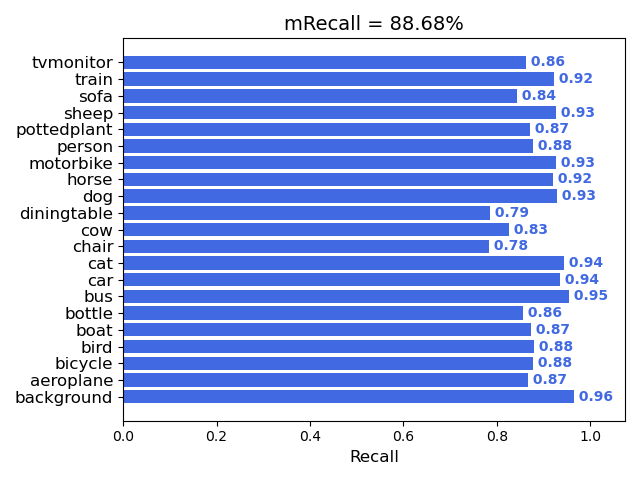 mRecall = 88.68%
tvmonitor 0.86
train 0.92
sofa 0.84
sheep 0.93
pottedplant 0.87
person 0.88
motorbike 0.93
horse 0.92
dog 0.93
diningtable 0.79
cow 0.83
chair 0.78
cat 0.94
car 0.94
bus 0.95
bottle 0.86
boat 0.87
bird 0.88
bicycle 0.88
aeroplane 0.87
background 0.96
0.0 0.2 0.4 0.6 0.8 1.0
Recall